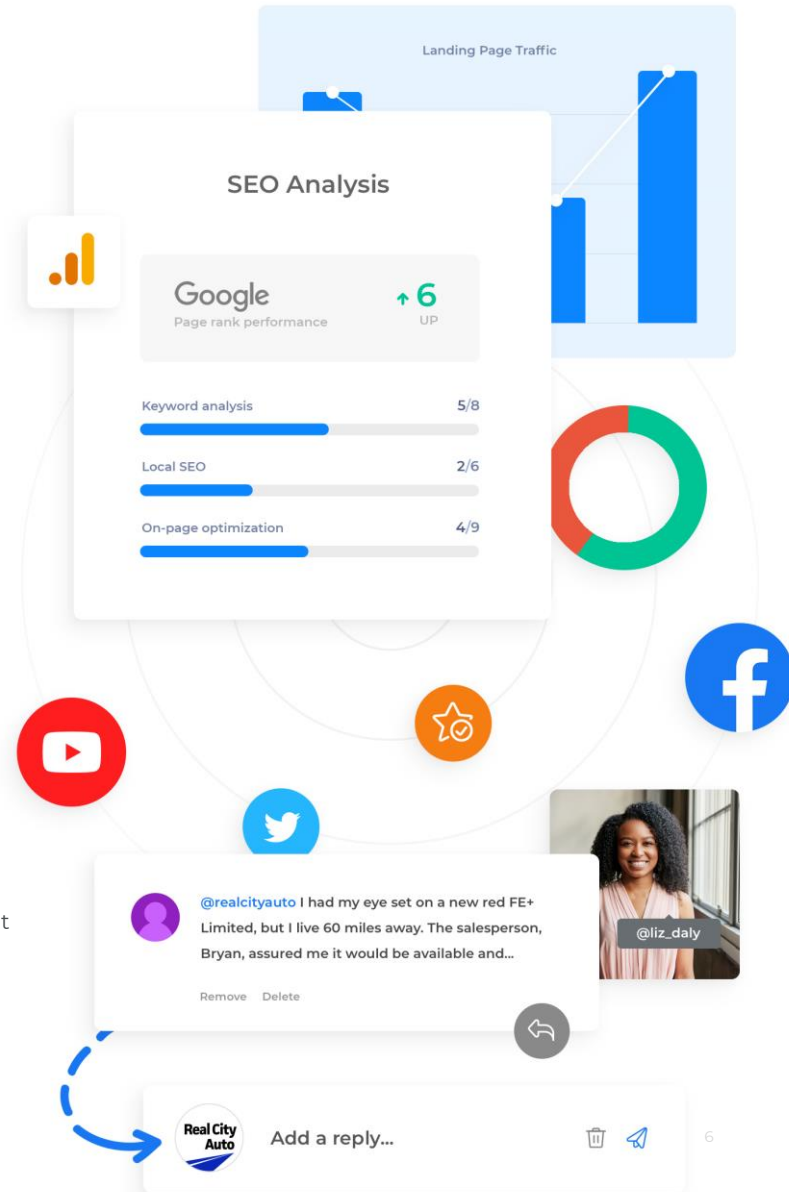 Landing Page Traffic
SEO Analysis
Google
Page rank performance
6
UP
Keyword analysis
5/8
Local SEO
2/6
On-page optimization
4/9
t
@realcityauto I had my eye set on a new red FE+
Limited, but I live 60 miles away. The salesperson,
Bryan, assured me it would be available and...
Remove Delete
@liz_daly
Real City
Auto
Add a reply...
6